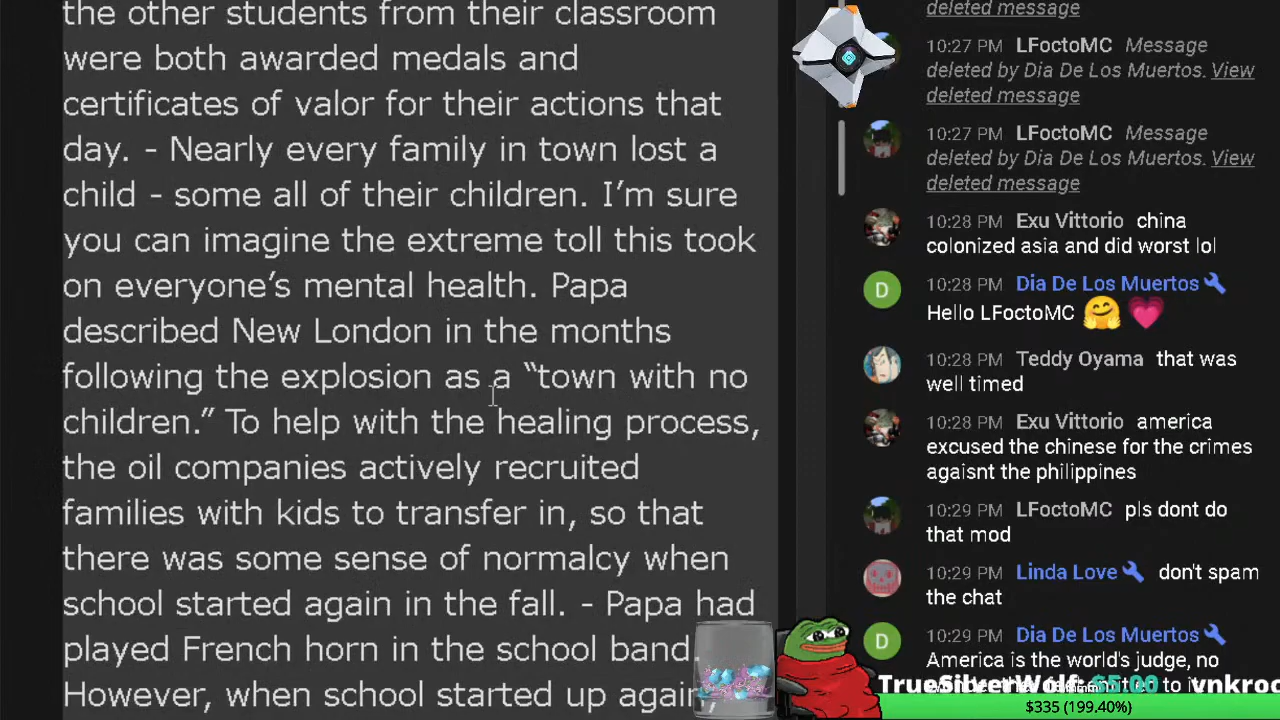 the other students from their classroom
were both awarded medals and
certificates of valor for their actions that
day. - Nearly every family in town lost a
child - some all of their children. I’m sure
you can imagine the extreme toll this took
on everyone’s mental health. Papa
described New London in the months
following the explosion as a “town with no
children.” To help with the healing process,
the oil companies actively recruited
families with kids to transfer in, so that
there was some sense of normalcy when
school started again in the fall. - Papa had
played French horn in the school band
However, when school started up again
deleted message
10:27 PM LFoctoMC Message
deleted by Dia De Los Muertos. View
deleted message
10:27 PM LFoctoMC Message
deleted by Dia De Los Muertos. View
deleted message
10:28 PM Exu Vittorio china
colonized asia and did worst lol
D
10:28 PM Dia De Los Muertos
Hello LFoctoMC 🤗 💗
10:28 PM Teddy Oyama that was
well timed
10:28 PM Exu Vittorio america
excused the chinese for the crimes
agaisnt the philippines
10:29 PM LFoctoMC pls dont do
that mod
10:29 PM Linda Love don't spam
the chat
D
10:29 PM Dia De Los Muertos
America is the world's judge, no
TrueSilverWolf: $5.00 vnkroo
$335 (199.40%)